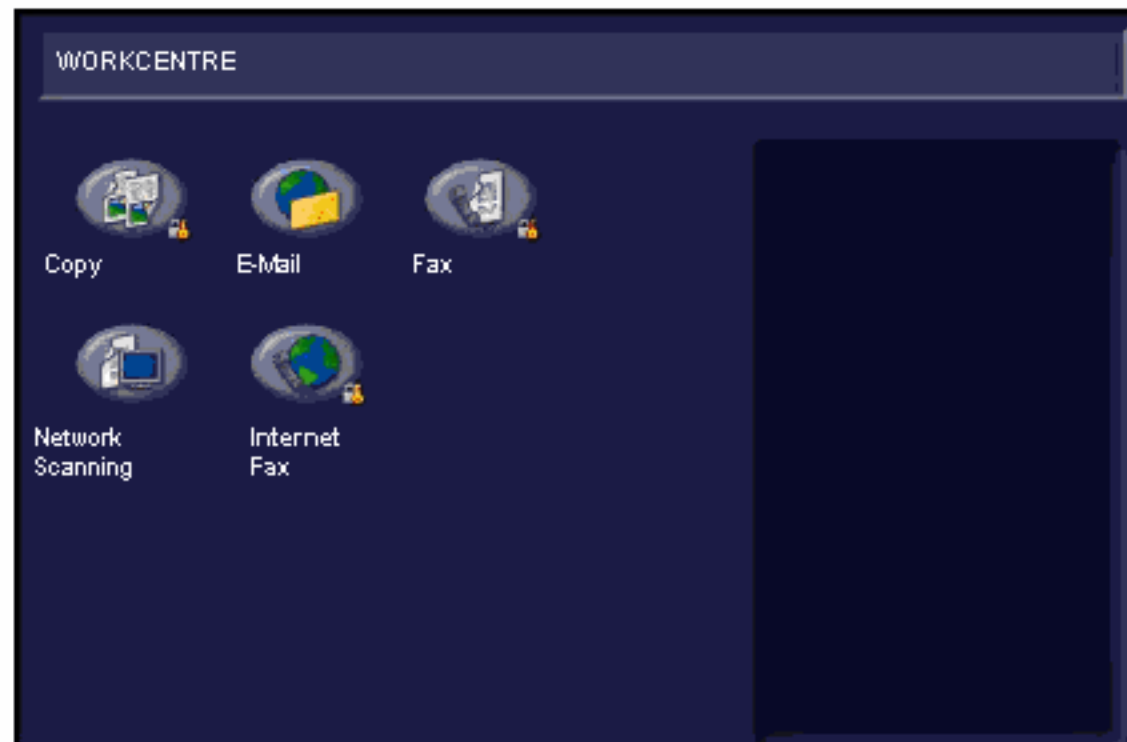 WORKCENTRE
Copy
E-Mail
Fax
Network
Scanning
Internet
Fax